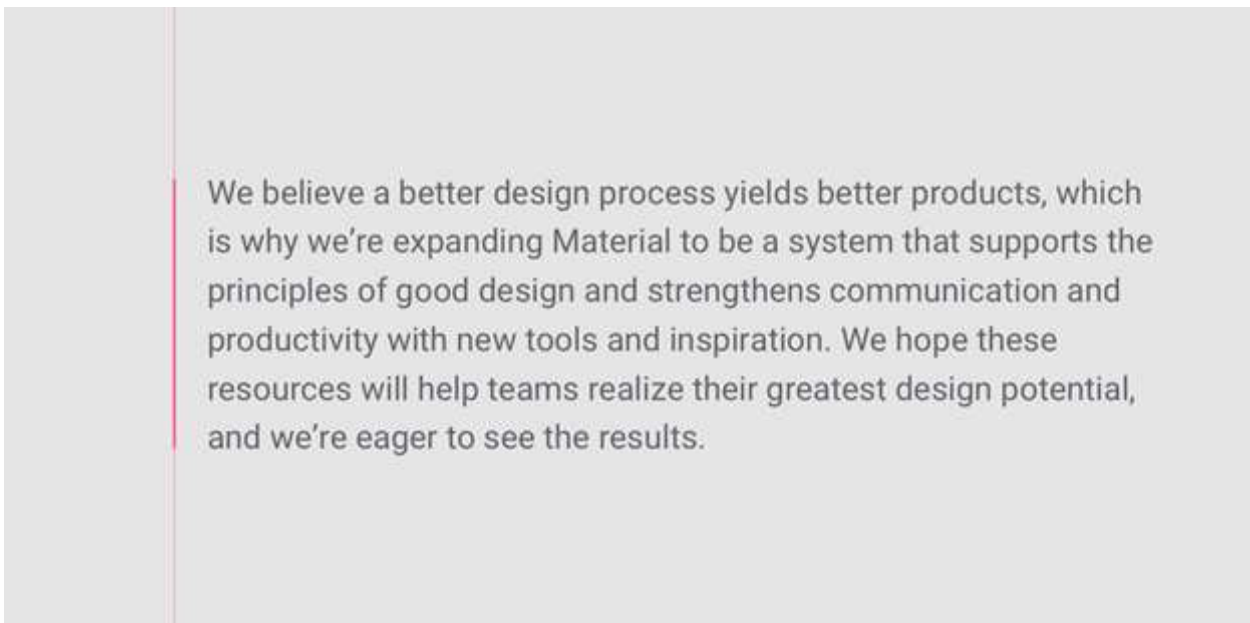 We believe a better design process yields better products, which
is why we’re expanding Material to be a system that supports the
principles of good design and strengthens communication and
productivity with new tools and inspiration. We hope these
resources will help teams realize their greatest design potential,
and we’re eager to see the results.